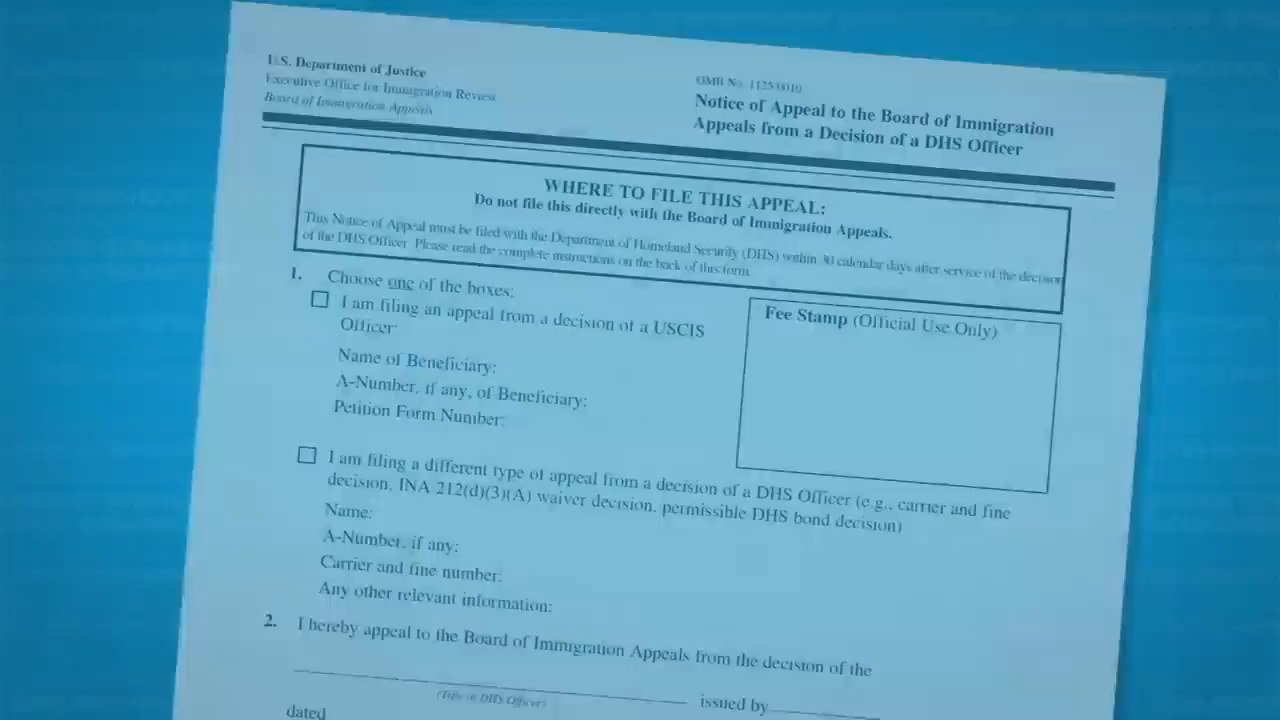 U.S. Department of Justice
Executive Office for Immigration Review
Board of Immigration Appeals
OMB No. 1125-0010
Notice of Appeal to the Board of Immigration
Appeals from a Decision of a DHS Officer
WHERE TO FILE THIS APPEAL:
Do not file this directly with the Board of Immigration Appeals.
This Notice of Appeal must be filed with the Department of Homeland Security (DHS) within 30 calendar days after service of the decision
of the DHS Officer. Please read the complete instructions on the back of this form.
1. Choose one of the boxes:
I am filing an appeal from a decision of a USCIS
Officer
Name of Beneficiary:
A-Number, if any, of Beneficiary:
Petition Form Number:
Fee Stamp (Official Use Only)
I am filing a different type of appeal from a decision of a DHS Officer (e.g., carrier and fine
decision, INA 212(d)(3)(A) waiver decision, permissible DHS bond decision)
Name:
A-Number, if any:
Carrier and fine number:
Any other relevant information:
2. I hereby appeal to the Board of Immigration Appeals from the decision of the
issued by
(Title of DHS Officer)
dated